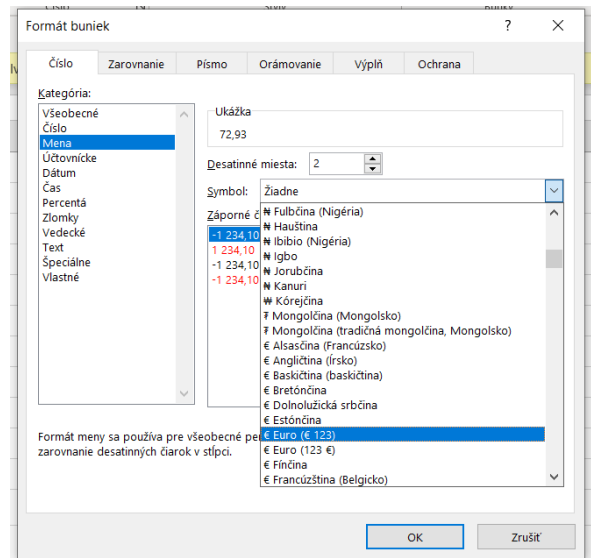 Formát buniek
?
Číslo Zarovnanie Písmo Orámovanie Výplň Ochrana
Kategória:
Všeobecné
Číslo
Mena
Účtovnícke
Dátum
Čas
Percentá
Zlomky
Vedecké
Text
Špeciálne
Vlastné
Ukážka
72,93
Desatinné miesta: 2
Symbol: Žiadne
Záporné č
-1 234,10
1 234,10
-1 234,10
-1 234,10
₦ Fulbčina (Nigéria)
₦ Hauština
₦ Ibibio (Nigéria)
₦ Igbo
₦ Jorubčina
₦ Kanuri
₩ Kórejčina
₮ Mongolčina (Mongolsko)
₮ Mongolčina (tradičná mongolčina, Mongolsko)
€ Alsasčina (Francúzsko)
€ Angličtina (Írsko)
€ Baskičtina (baskičtina)
€ Bretónčina
€ Dolnolužická srbčina
€ Estónčina
€ Euro (€ 123)
€ Euro (123 €)
€ Fínčina
€ Francúzština (Belgicko)
Formát meny sa používa pre všeobecné pe
zarovnanie desatinných čiarok v stĺpci.
OK Zrušiť